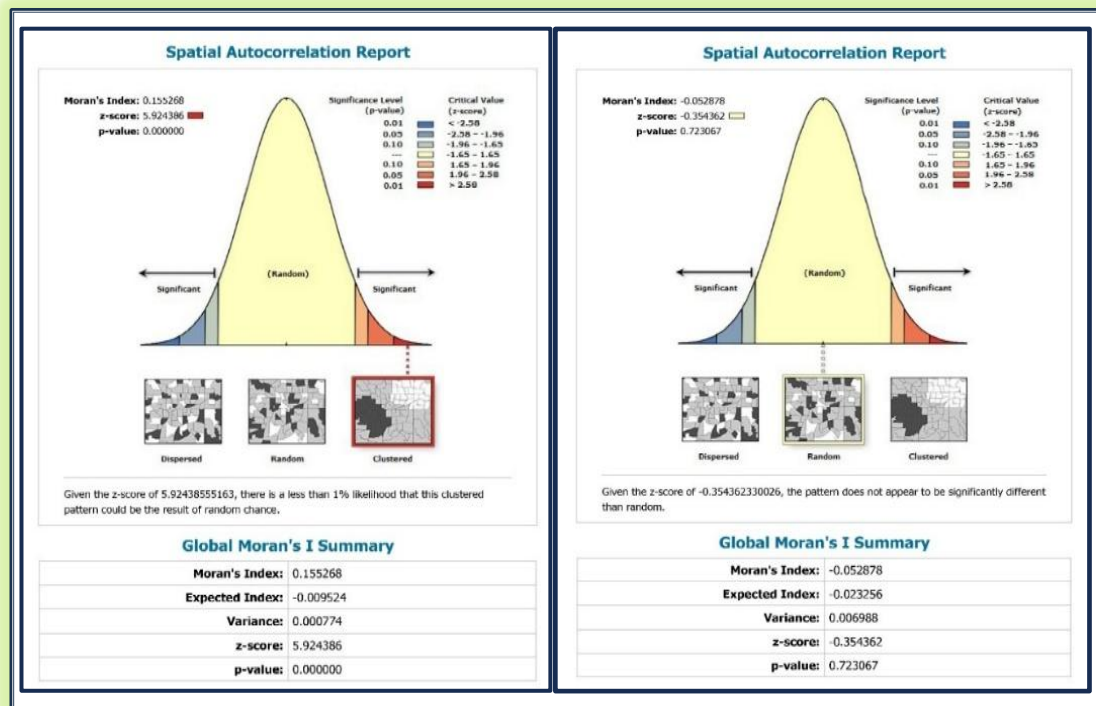 Spatial Autocorrelation Report
Moran's Index: 0.155268
z-score: 5.924386
p-value: 0.000000
Significance Level (p-value)
Critical Value (z-score)
0.01 < -2.58
0.05 -2.58 – -1.96
0.10 -1.96 – -1.65
--- -1.65 – 1.65
0.10 1.65 – 1.96
0.05 1.96 – 2.58
0.01 > 2.58
(Random)
Significant
Significant
Dispersed
Random
Clustered
Given the z-score of 5.92438555163, there is a less than 1% likelihood that this clustered
pattern could be the result of random chance.
Global Moran's I Summary
Moran's Index: 0.155268
Expected Index: -0.009524
Variance: 0.000774
z-score: 5.924386
p-value: 0.000000
Spatial Autocorrelation Report
Moran's Index: -0.052878
z-score: -0.354362
p-value: 0.723067
Significance Level (p-value)
Critical Value (z-score)
0.01 < -2.58
0.05 -2.58 – -1.96
0.10 -1.96 – -1.65
--- -1.65 – 1.65
0.10 1.65 – 1.96
0.05 1.96 – 2.58
0.01 > 2.58
(Random)
Significant
Significant
Dispersed
Random
Clustered
Given the z-score of -0.354362330026, the pattern does not appear to be significantly different
than random.
Global Moran's I Summary
Moran's Index: -0.052878
Expected Index: -0.023256
Variance: 0.006988
z-score: -0.354362
p-value: 0.723067